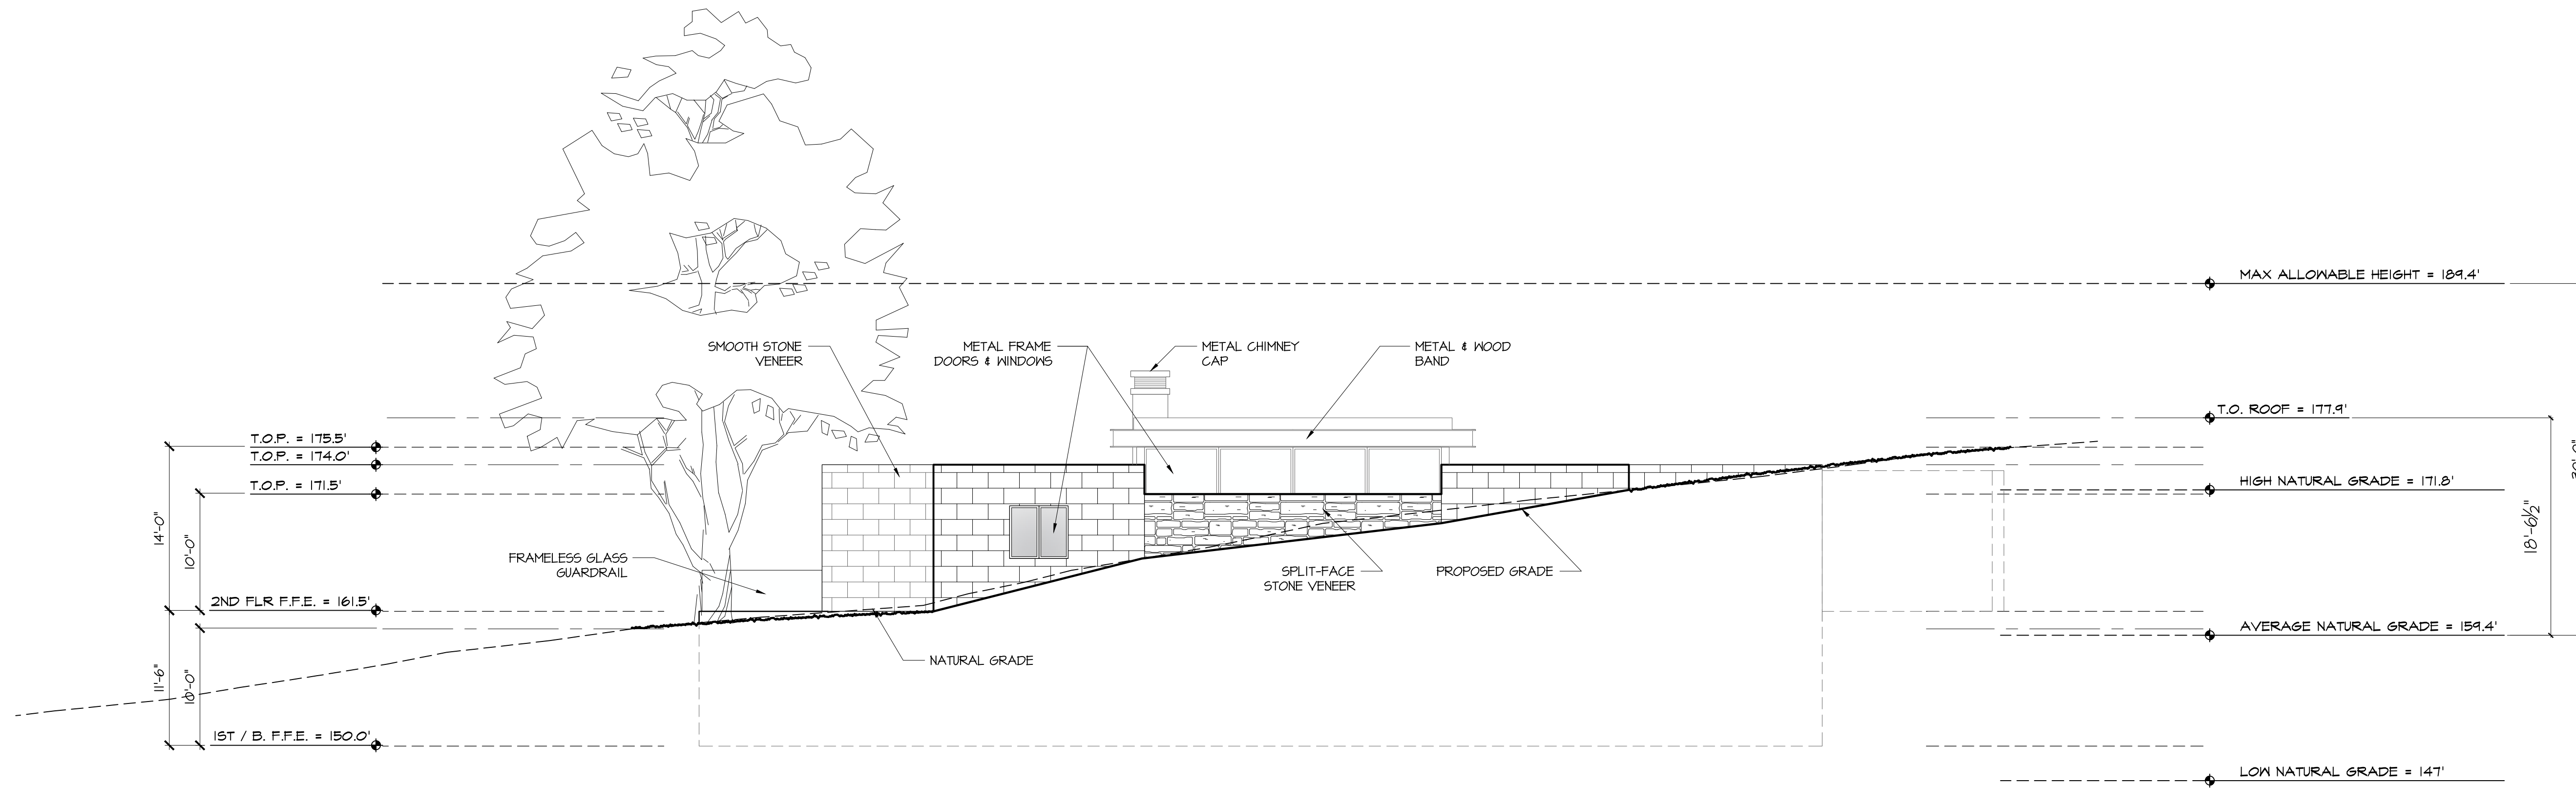 MAX ALLOWABLE HEIGHT = 189.4'
SMOOTH STONE
VENEER
METAL FRAME
DOORS & WINDOWS
METAL CHIMNEY
CAP
METAL & WOOD
BAND
T.O. ROOF = 177.9'
T.O.P. = 175.5'
T.O.P. = 174.0'
T.O.P. = 171.5'
HIGH NATURAL GRADE = 171.8'
14'-0"
10'-0"
18'-6½"
FRAMELESS GLASS
GUARDRAIL
SPLIT-FACE
STONE VENEER
PROPOSED GRADE
2ND FLR F.F.E. = 161.5'
AVERAGE NATURAL GRADE = 159.4'
NATURAL GRADE
11'-6"
10'-0"
1ST / B. F.F.E. = 150.0'
LOW NATURAL GRADE = 147'